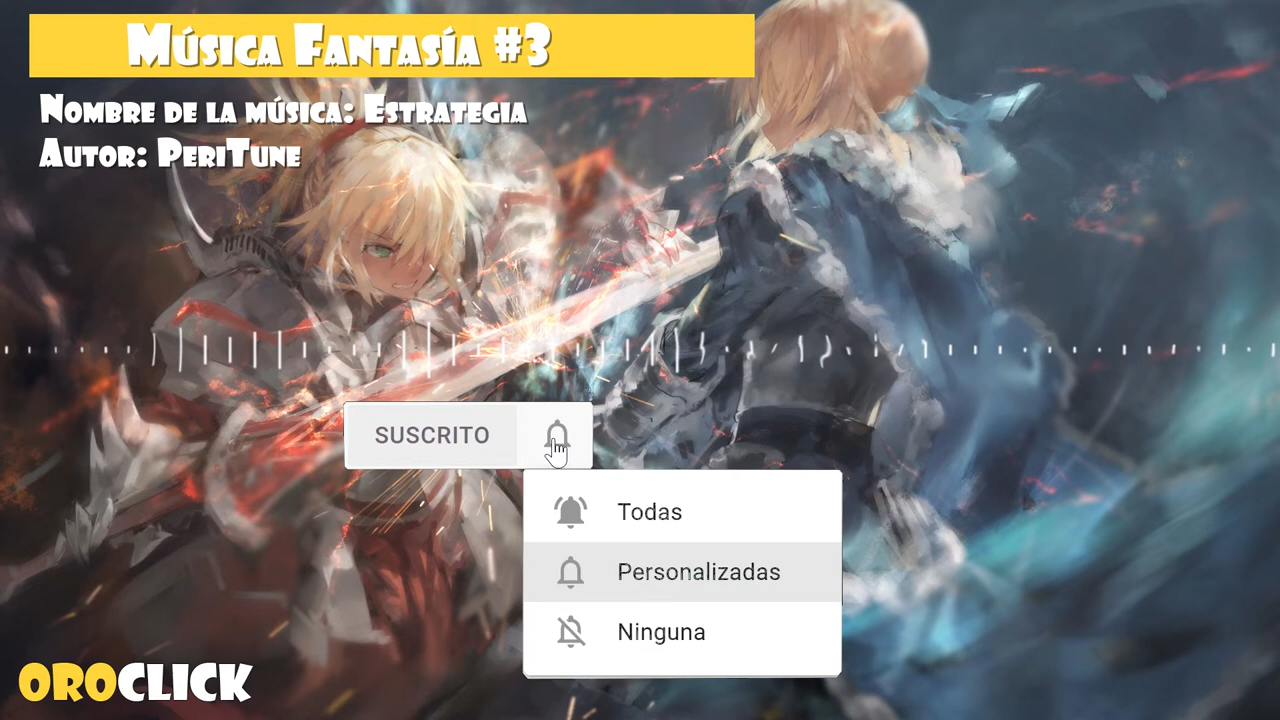 Música Fantasía #3
Nombre de la música: Estrategia
Autor: PeriTune
SUSCRITO
Todas
Personalizadas
Ninguna
OROCLICK